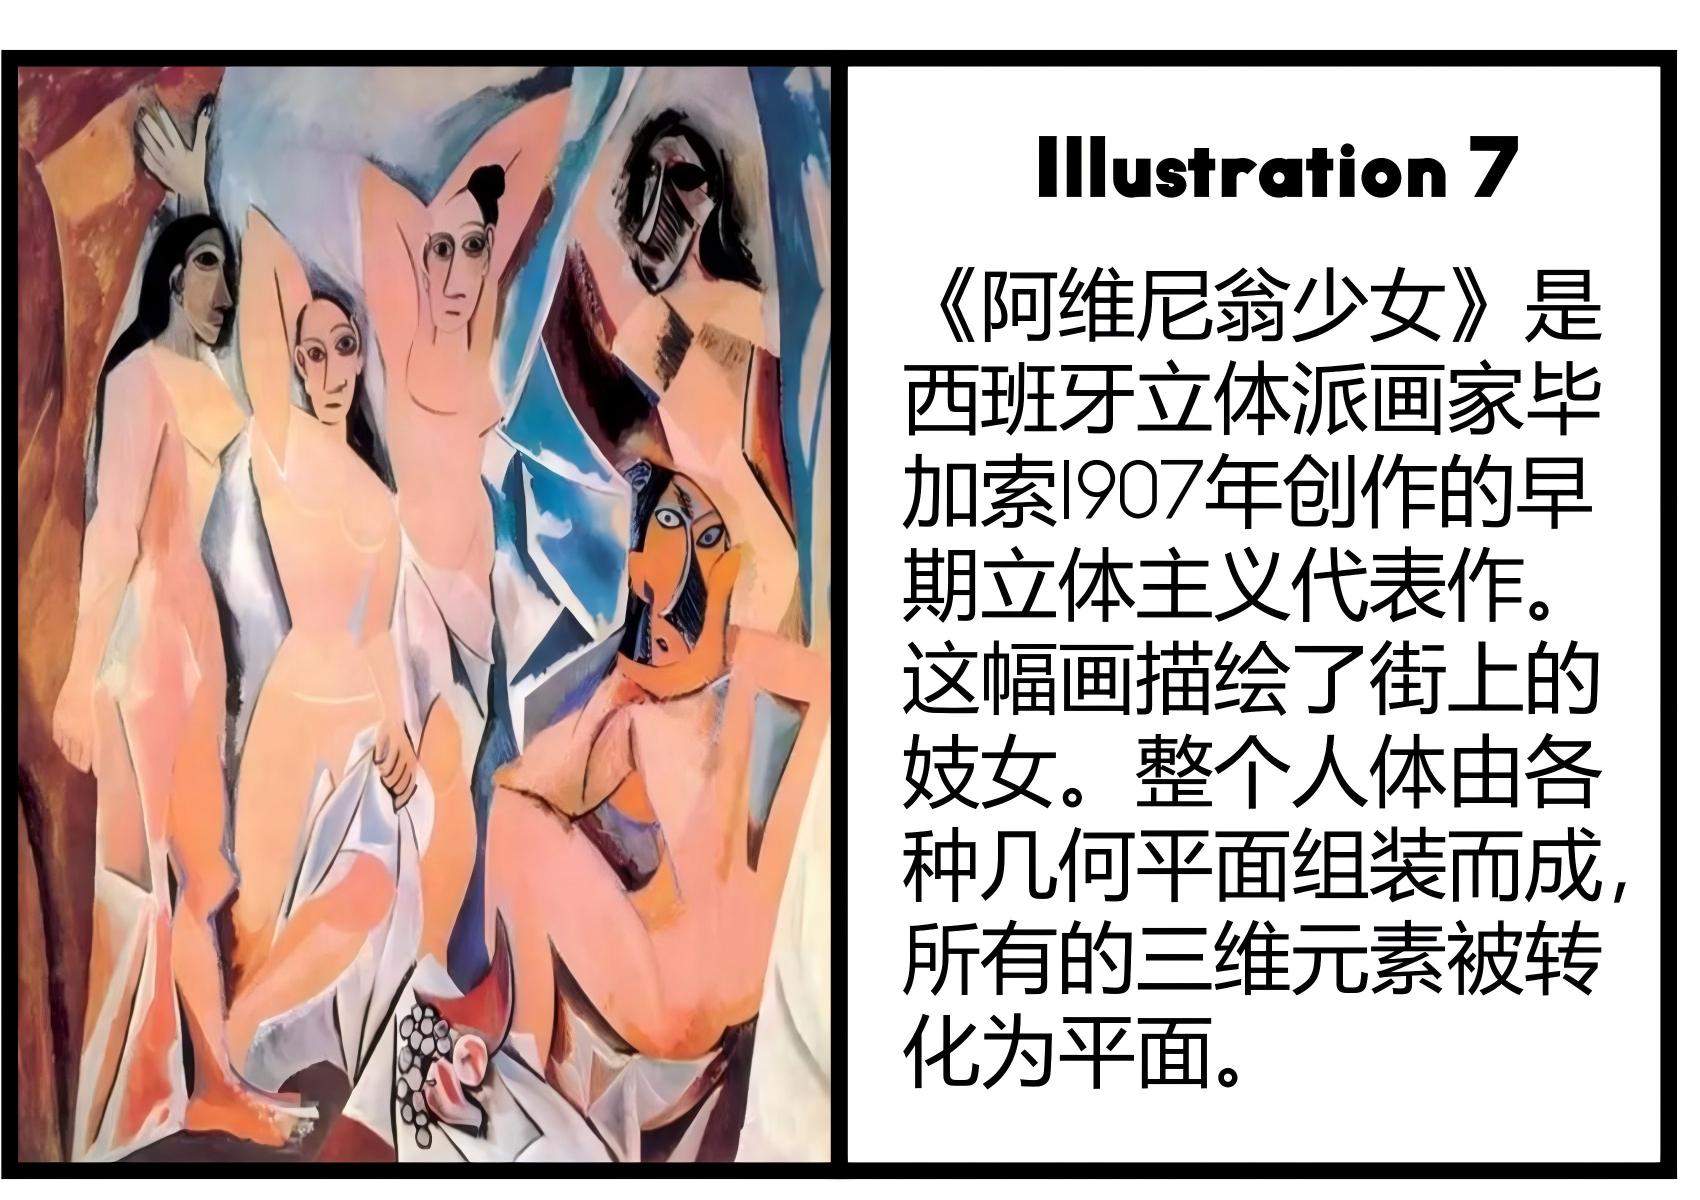 Illustration 7
《阿维尼翁少女》是
西班牙立体派画家毕
加索1907年创作的早
期立体主义代表作。
这幅画描绘了街上的
妓女。整个人体由各
种几何平面组装而成，
所有的三维元素被转
化为平面。